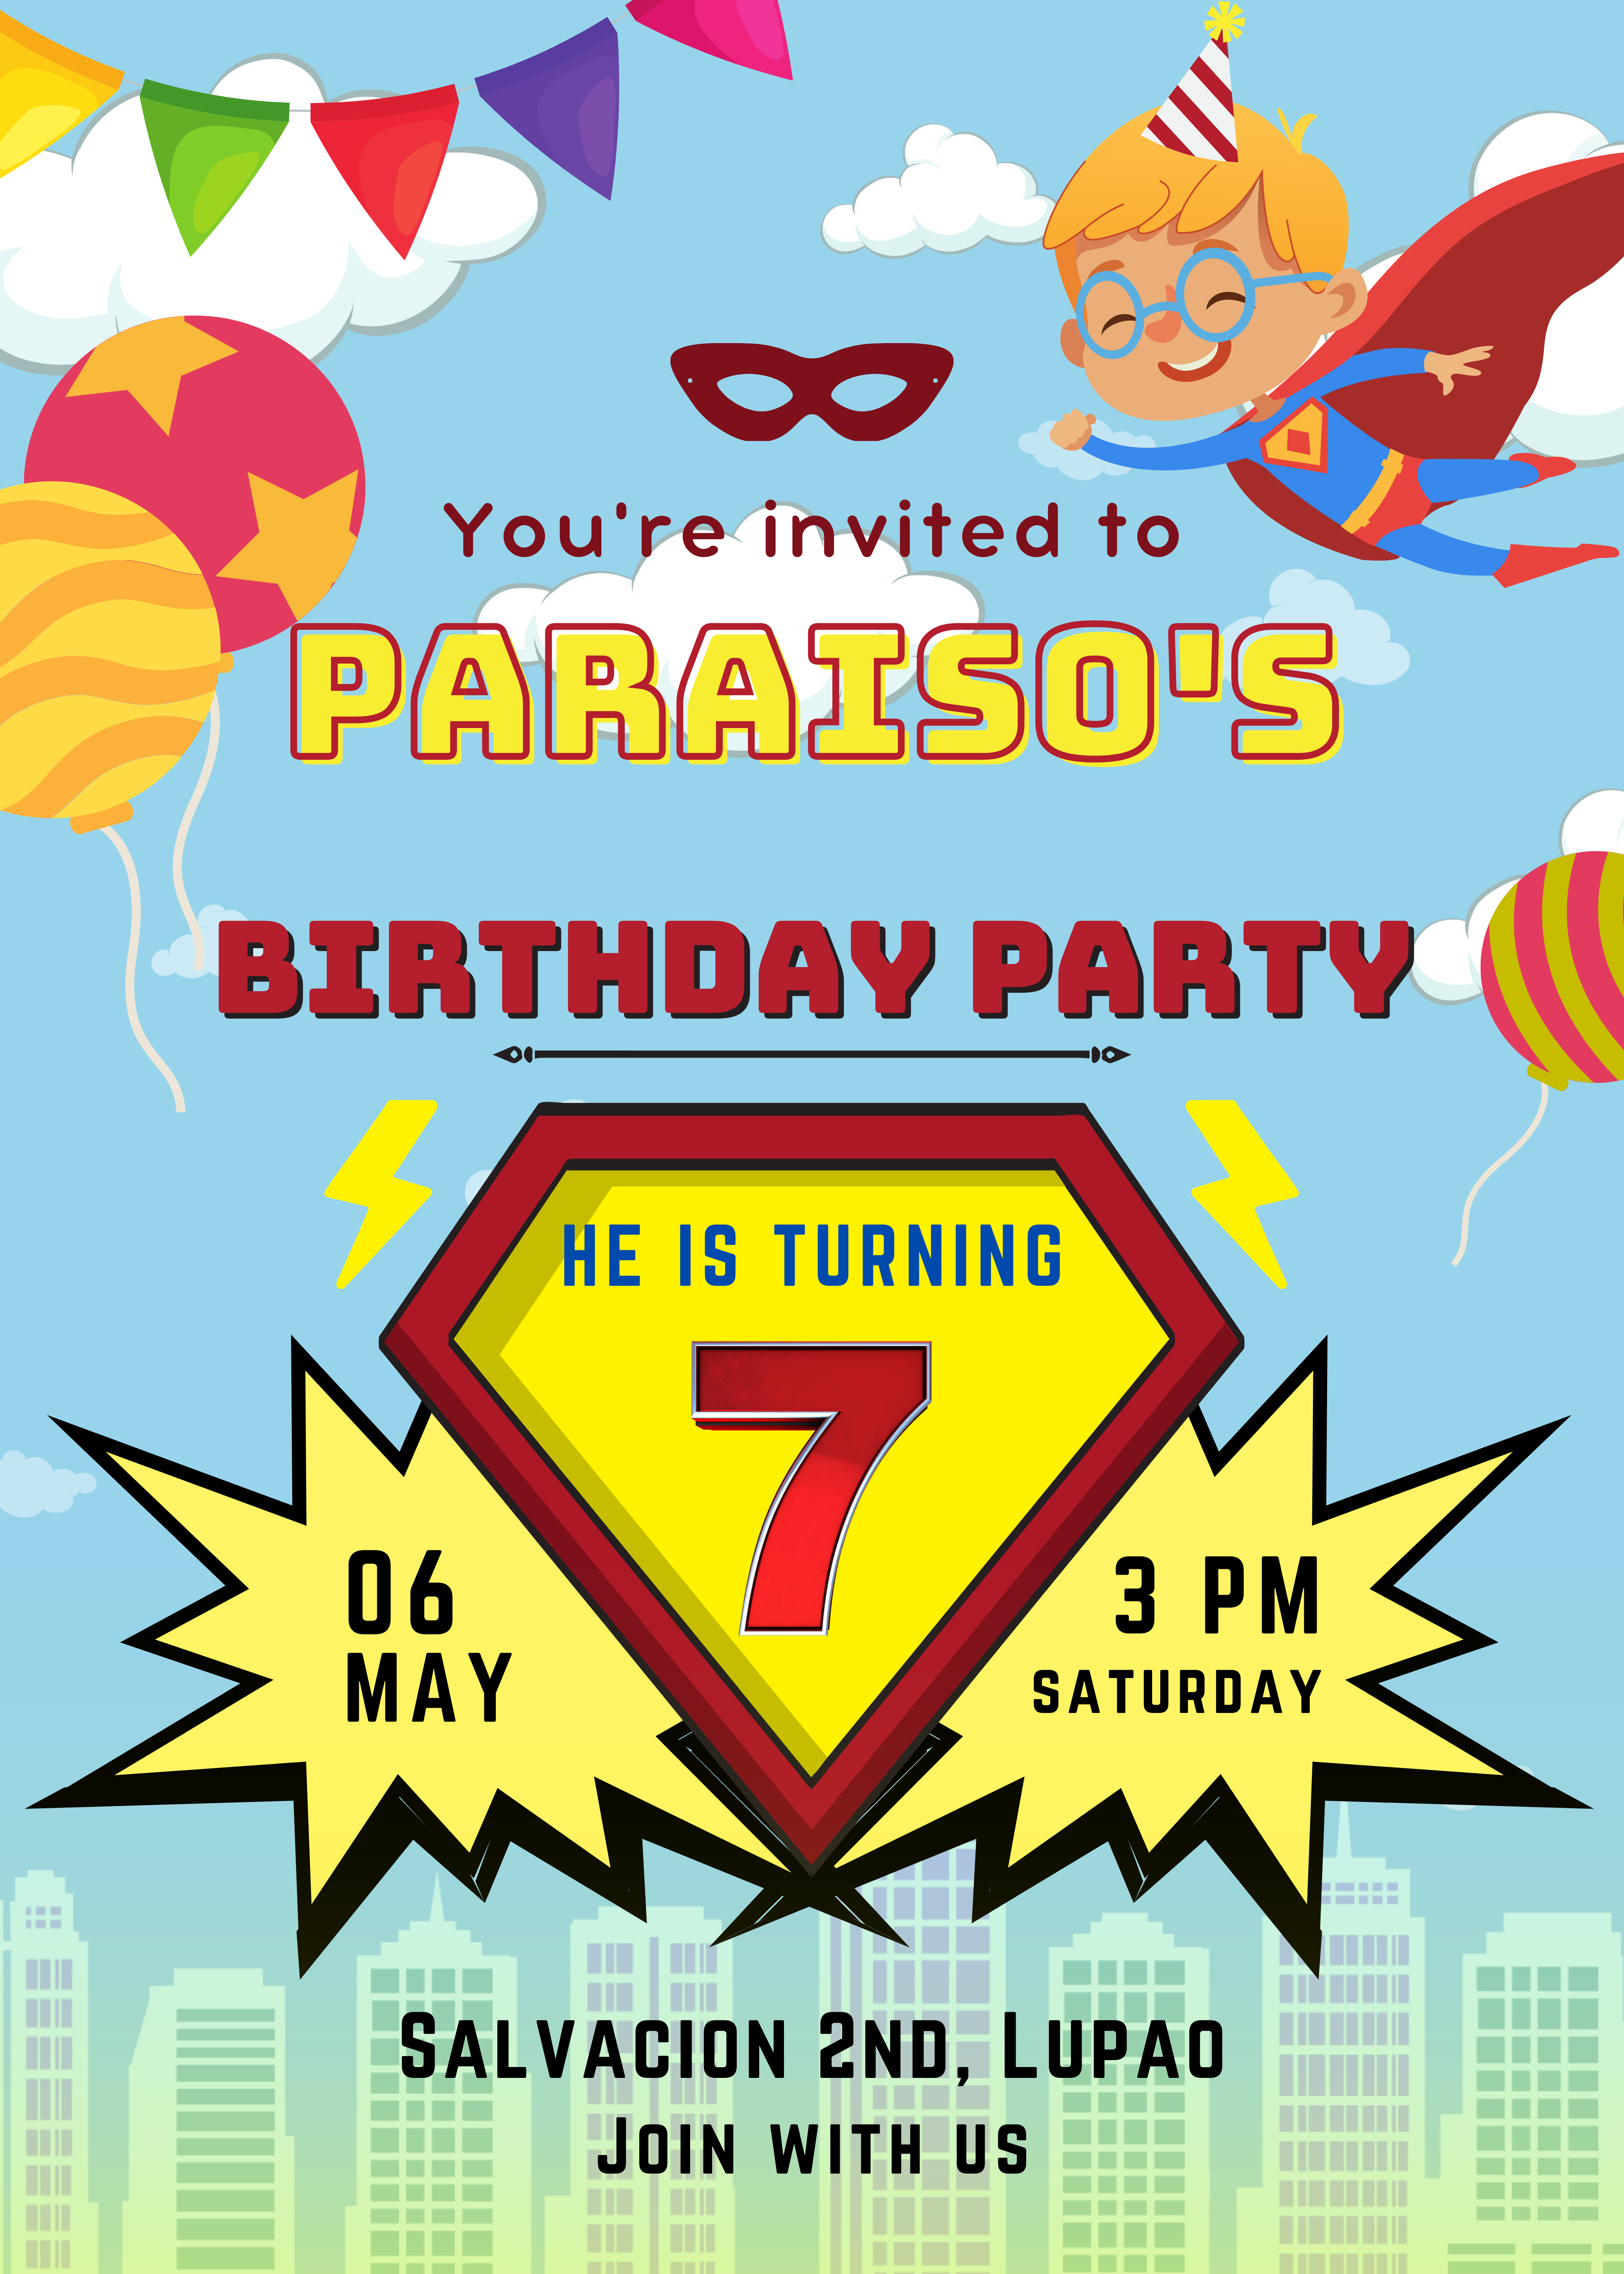 You're invited to
PARAISO'S
BIRTHDAY PARTY
HE IS TURNING
7
06
MAY
3 PM
SATURDAY
Salvacion 2nd, Lupao
Join with us